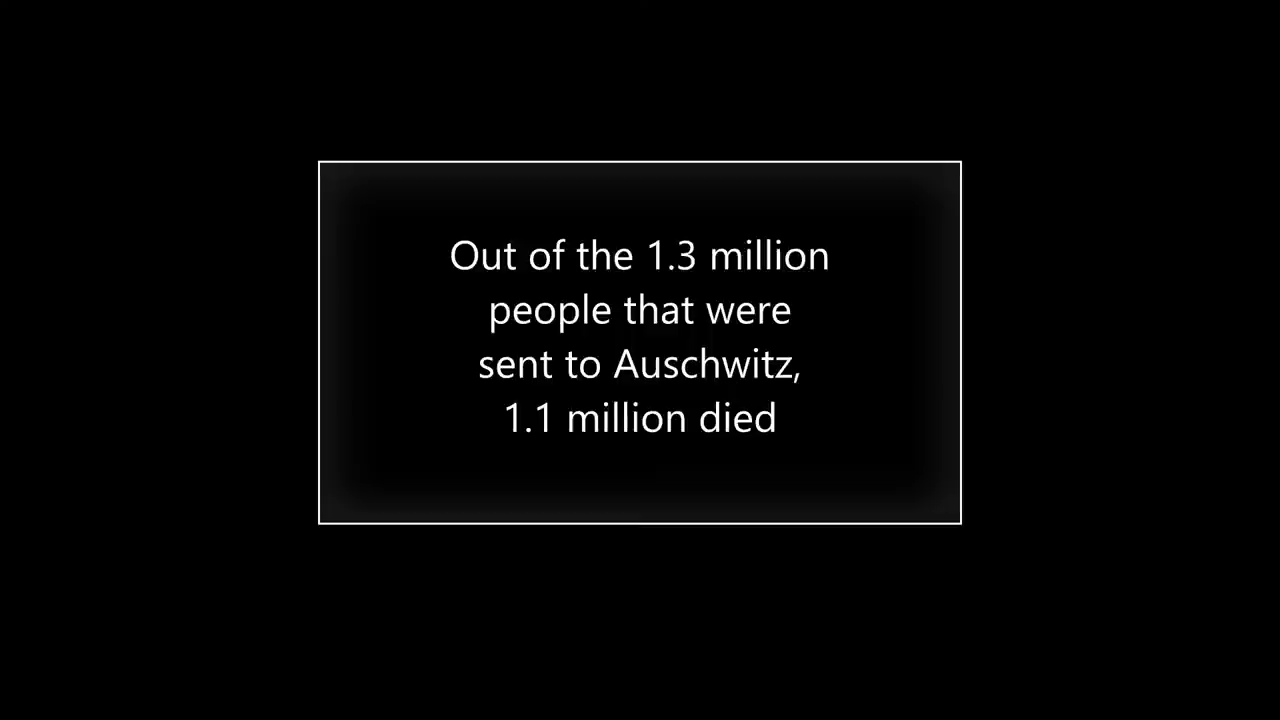 Out of the 1.3 million
people that were
sent to Auschwitz,
1.1 million died